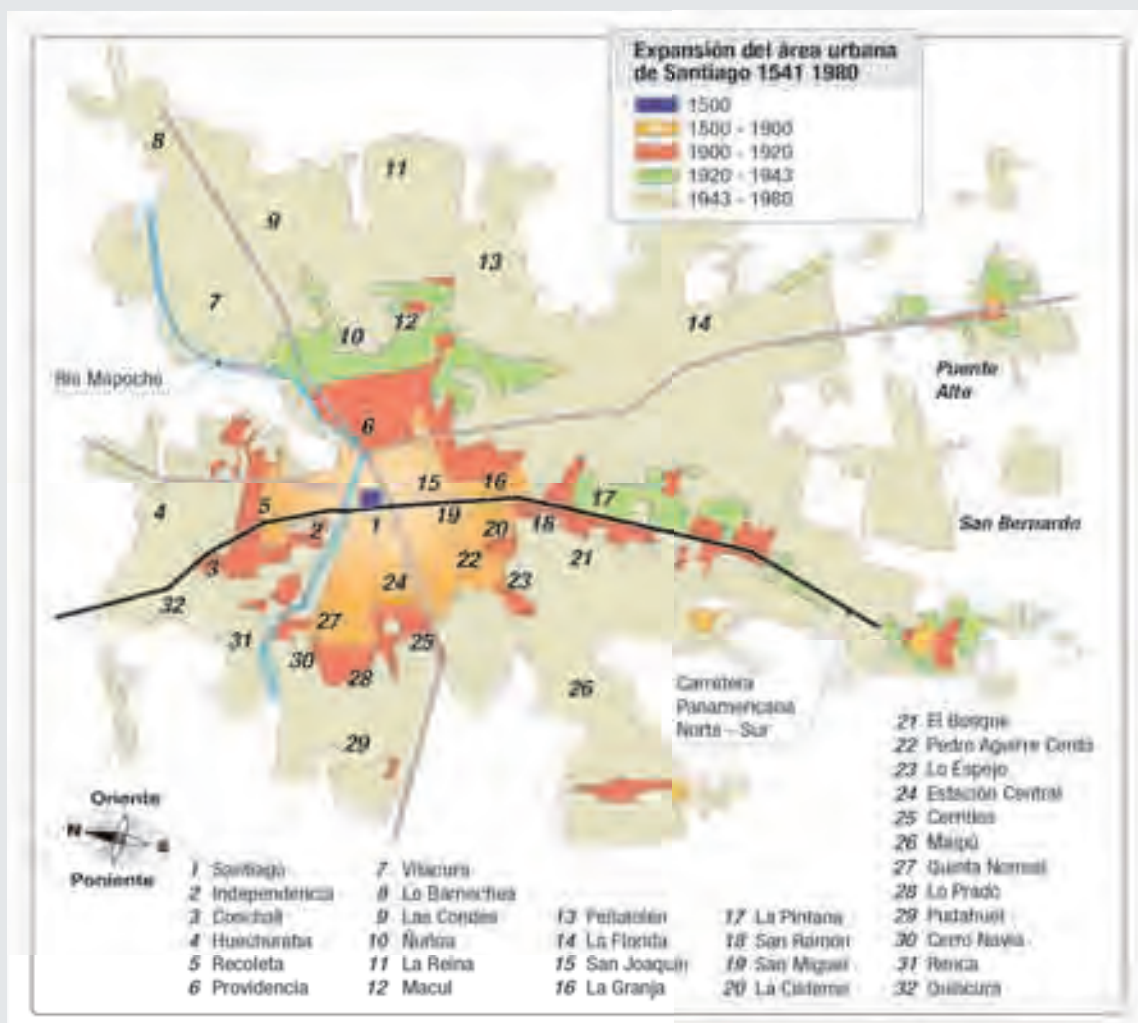 Expansión del área urbana
de Santiago 1541 1980
1500
1500 - 1900
1900 - 1920
1920 - 1943
1943 - 1980
8
11
9
13
7
12
10
14
Río Mapocho
Puente
Alto
6
15
16
4
5
17
1
19
18
San Bernardo
2
20
21
3
22
24
23
32
27
31
25
30
28
26
29
Carretera
Panamericana
Norte - Sur
Oriente
N
S
Poniente
1 Santiago
2 Independencia
3 Conchalí
4 Huechuraba
5 Recoleta
6 Providencia
7 Vitacura
8 Lo Barnechea
9 Las Condes
10 Ñuñoa
11 La Reina
12 Macul
13 Peñalolén
14 La Florida
15 San Joaquín
16 La Granja
17 La Pintana
18 San Ramón
19 San Miguel
20 La Cisterna
21 El Bosque
22 Pedro Aguirre Cerda
23 Lo Espejo
24 Estación Central
25 Cerrillos
26 Maipú
27 Quinta Normal
28 Lo Prado
29 Pudahuel
30 Cerro Navia
31 Renca
32 Quilicura